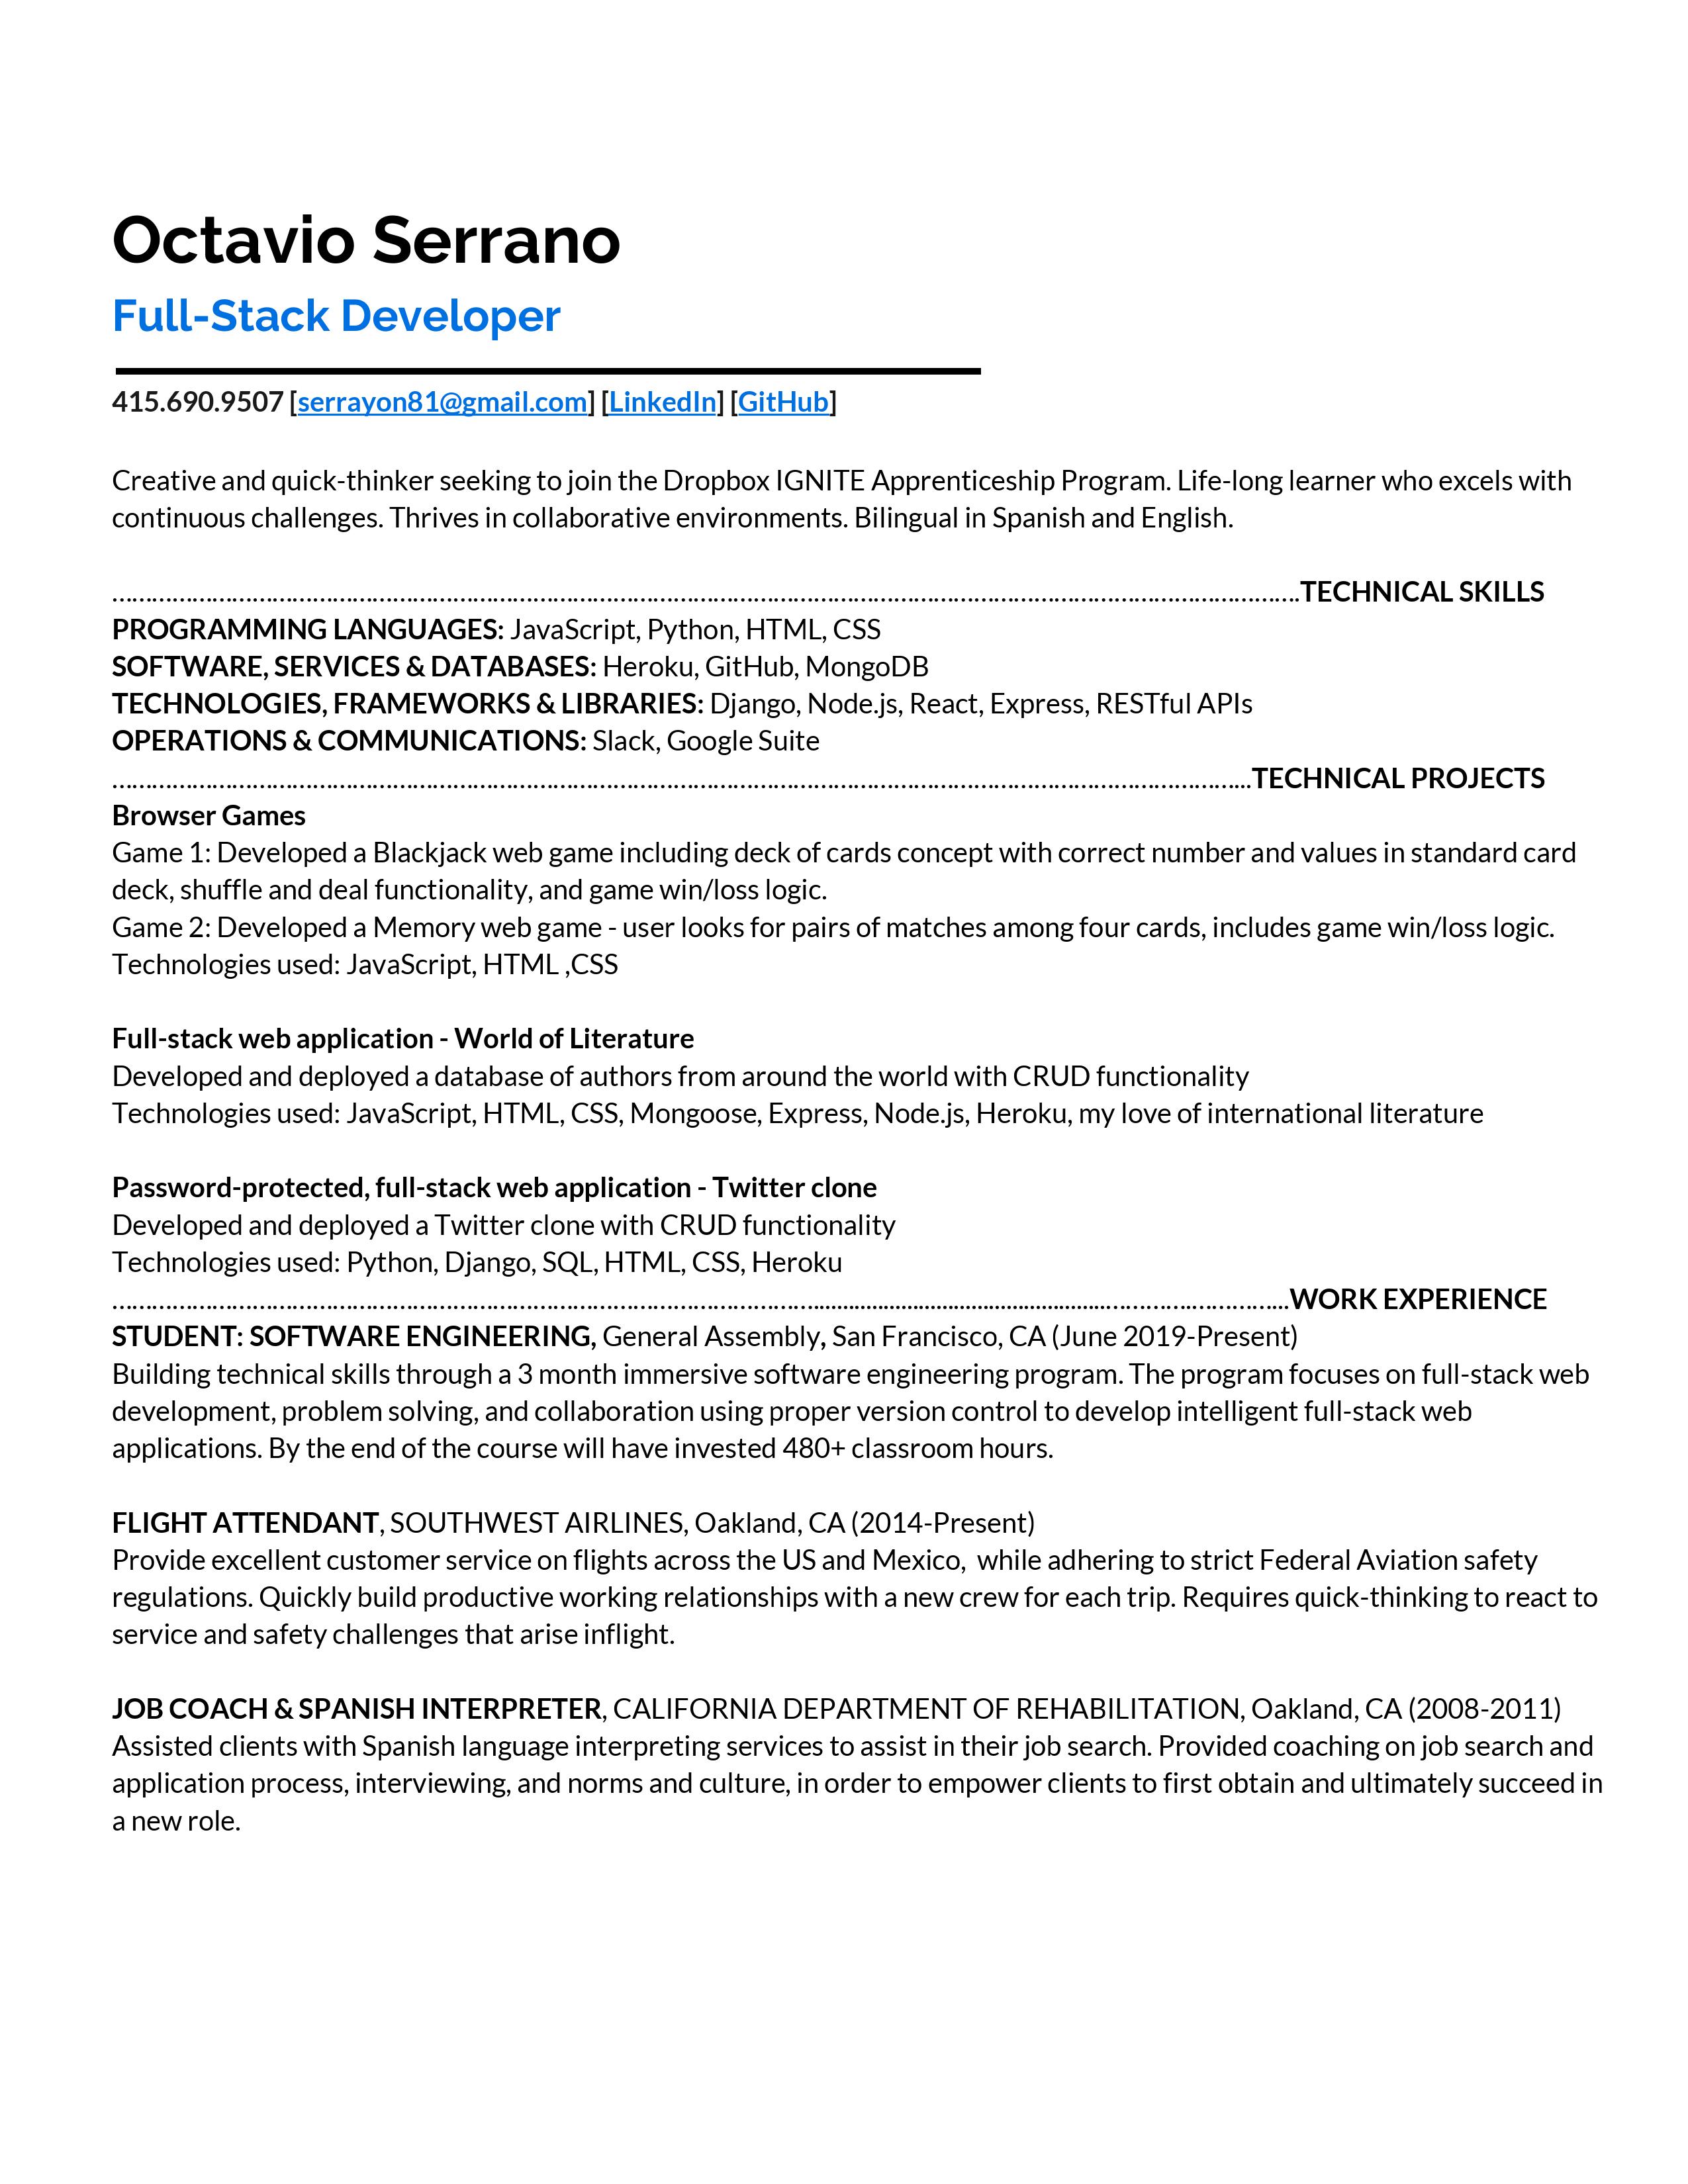 Octavio Serrano
Full-Stack Developer
415.690.9507 [serrayon81@gmail.com] [LinkedIn] [GitHub]
Creative and quick-thinker seeking to join the Dropbox IGNITE Apprenticeship Program. Life-long learner who excels with
continuous challenges. Thrives in collaborative environments. Bilingual in Spanish and English.
……………………………………………………………………………………………………………………………………………………….TECHNICAL SKILLS
PROGRAMMING LANGUAGES: JavaScript, Python, HTML, CSS
SOFTWARE, SERVICES & DATABASES: Heroku, GitHub, MongoDB
TECHNOLOGIES, FRAMEWORKS & LIBRARIES: Django, Node.js, React, Express, RESTful APIs
OPERATIONS & COMMUNICATIONS: Slack, Google Suite
………………………………………………………………………………………………………………………………………………...TECHNICAL PROJECTS
Browser Games
Game 1: Developed a Blackjack web game including deck of cards concept with correct number and values in standard card
deck, shuffle and deal functionality, and game win/loss logic.
Game 2: Developed a Memory web game - user looks for pairs of matches among four cards, includes game win/loss logic.
Technologies used: JavaScript, HTML ,CSS
Full-stack web application - World of Literature
Developed and deployed a database of authors from around the world with CRUD functionality
Technologies used: JavaScript, HTML, CSS, Mongoose, Express, Node.js, Heroku, my love of international literature
Password-protected, full-stack web application - Twitter clone
Developed and deployed a Twitter clone with CRUD functionality
Technologies used: Python, Django, SQL, HTML, CSS, Heroku
…………………………………………………………………………………………......................................................…………..…………...WORK EXPERIENCE
STUDENT: SOFTWARE ENGINEERING, General Assembly, San Francisco, CA (June 2019-Present)
Building technical skills through a 3 month immersive software engineering program. The program focuses on full-stack web
development, problem solving, and collaboration using proper version control to develop intelligent full-stack web
applications. By the end of the course will have invested 480+ classroom hours.
FLIGHT ATTENDANT, SOUTHWEST AIRLINES, Oakland, CA (2014-Present)
Provide excellent customer service on flights across the US and Mexico,  while adhering to strict Federal Aviation safety
regulations. Quickly build productive working relationships with a new crew for each trip. Requires quick-thinking to react to
service and safety challenges that arise inflight.
JOB COACH & SPANISH INTERPRETER, CALIFORNIA DEPARTMENT OF REHABILITATION, Oakland, CA (2008-2011)
Assisted clients with Spanish language interpreting services to assist in their job search. Provided coaching on job search and
application process, interviewing, and norms and culture, in order to empower clients to first obtain and ultimately succeed in
a new role.